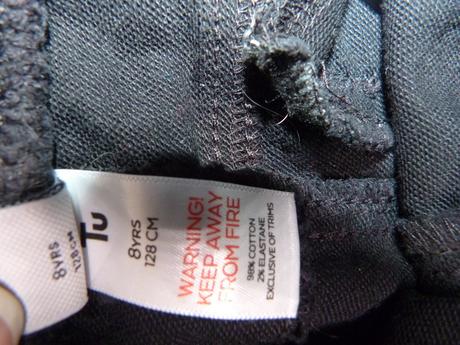 Tu
8YRS
128 CM
WARNING!
KEEP AWAY
FROM FIRE
98% COTTON
2% ELASTANE
EXCLUSIVE OF TRIMS
8YRS
128CM